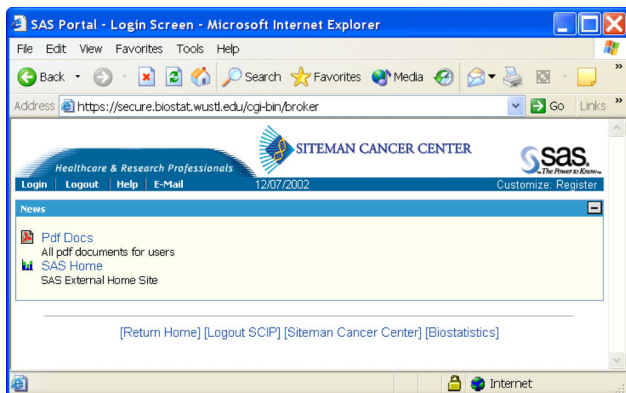 SAS Portal - Login Screen - Microsoft Internet Explorer
File Edit View Favorites Tools Help
Back Search Favorites Media »
Address https://secure.biostat.wustl.edu/cgi-bin/broker Go Links »
SITEMAN CANCER CENTER
Healthcare & Research Professionals
sas.
The Power to Know
Login Logout Help E-Mail 12/07/2002 Customize: Register
News
Pdf Docs
All pdf documents for users
SAS Home
SAS External Home Site
[Return Home] [Logout SCIP] [Siteman Cancer Center] [Biostatistics]
Internet